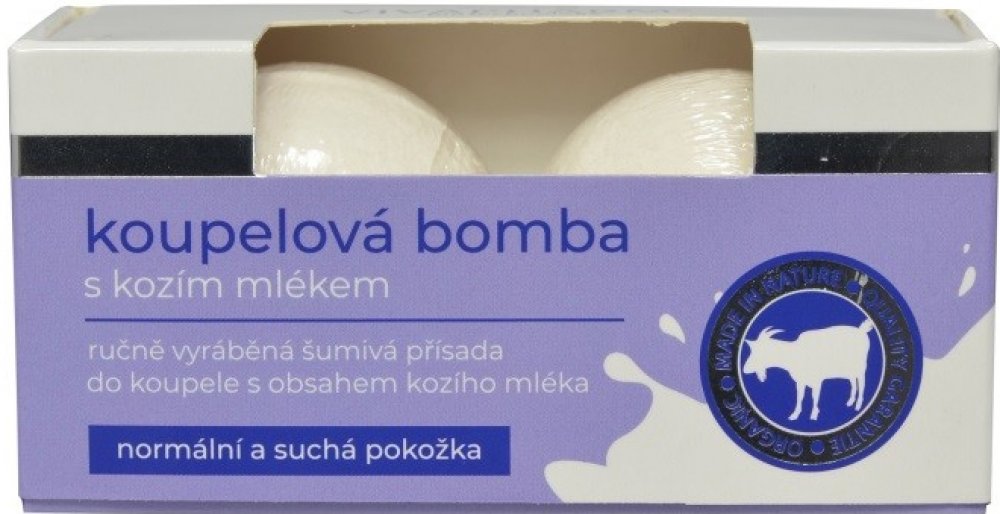 koupelová bomba
s kozím mlékem
ručně vyráběná šumivá přísada
do koupele s obsahem kozího mléka
normální a suchá pokožka
MADE IN NATURE • QUALITY GARANTIE • ORGANIC •